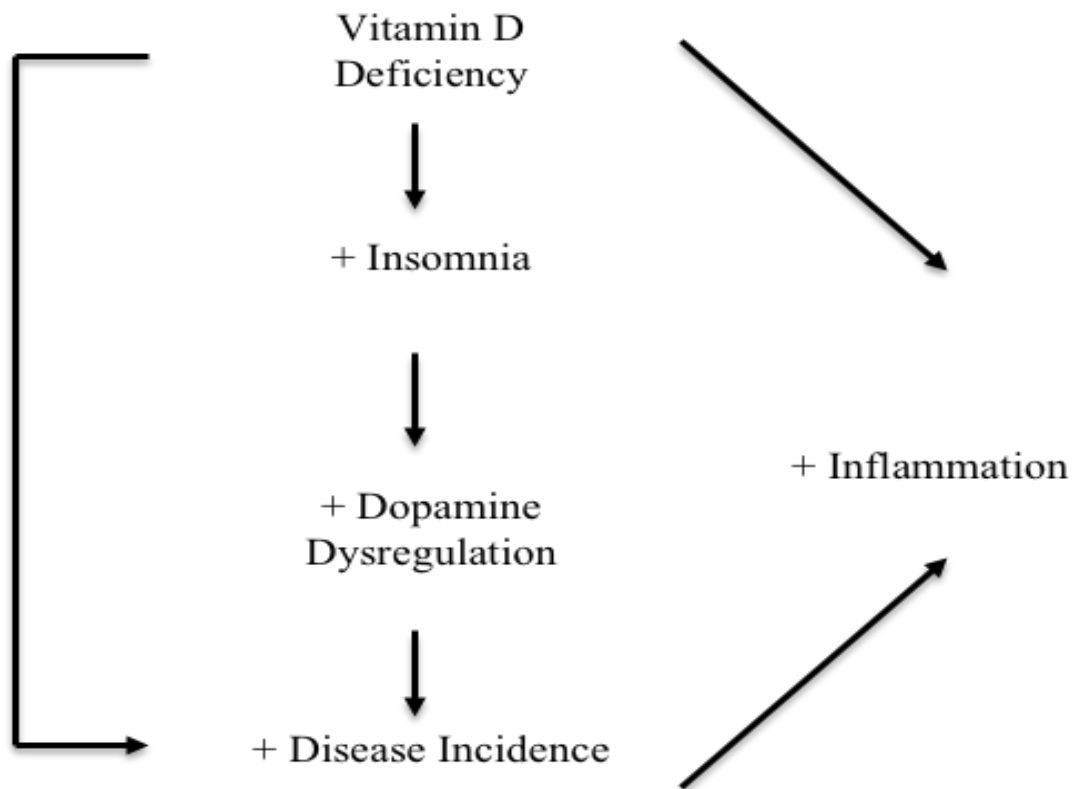 Vitamin D
Deficiency
+ Insomnia
+ Inflammation
+ Dopamine
Dysregulation
+ Disease Incidence